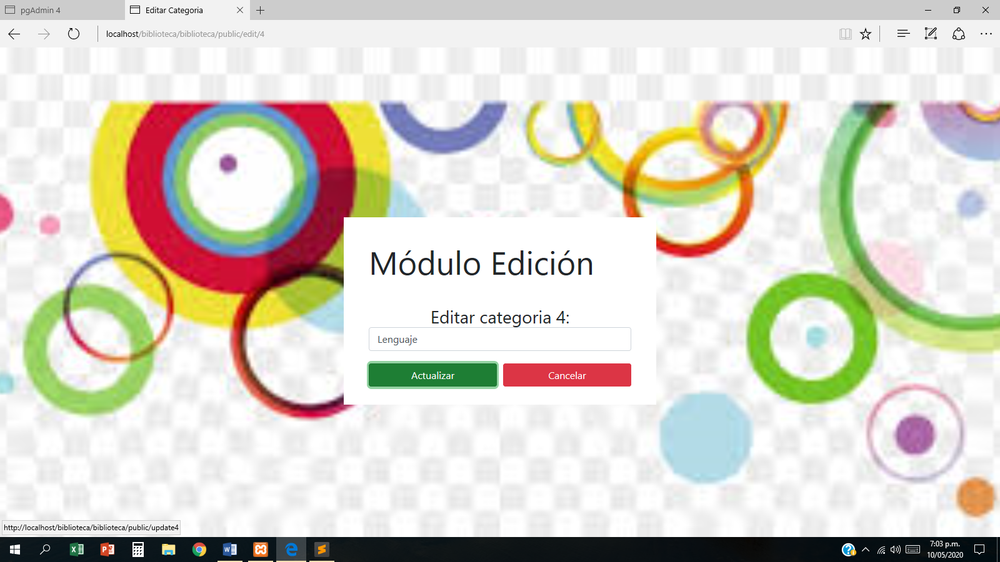 pgAdmin 4
Editar Categoria
localhost/biblioteca/biblioteca/public/edit/4
Módulo Edición
Editar categoria 4:
Lenguaje
Actualizar Cancelar
http://localhost/biblioteca/biblioteca/public/update4
7:03 p.m.
10/05/2020